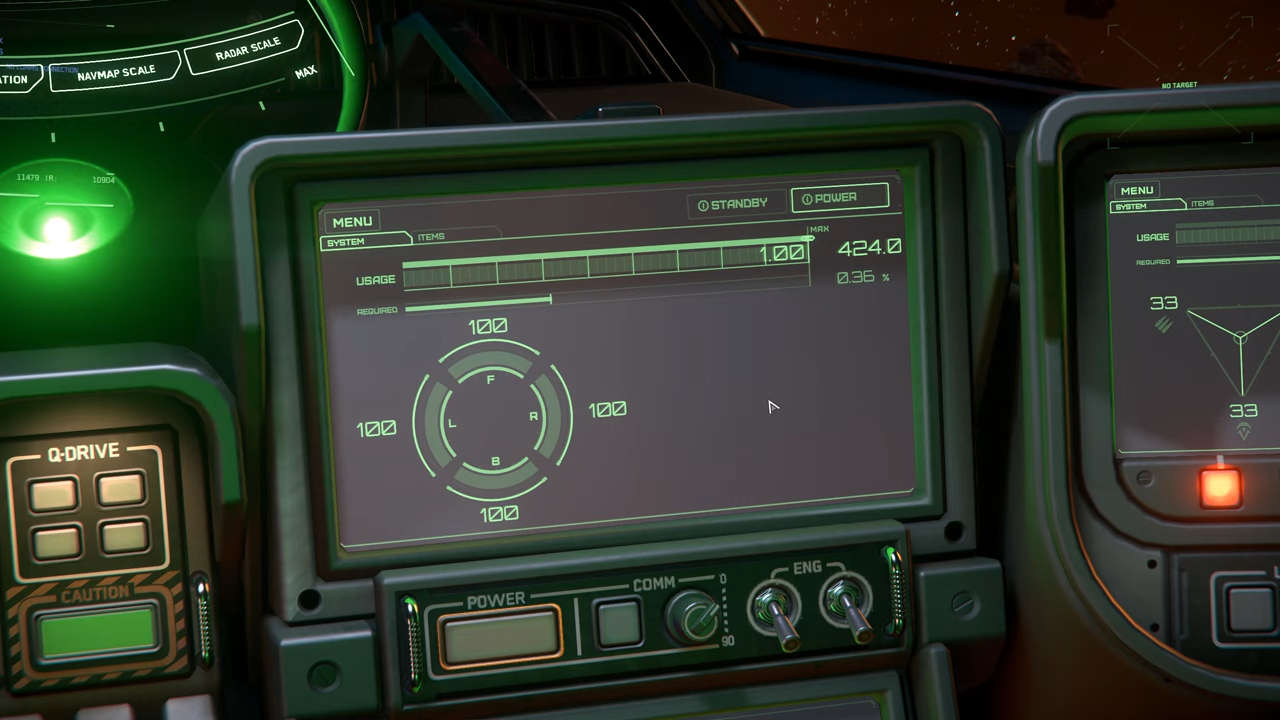 RADAR SCALE
NAVMAP SCALE
MAX
NO TARGET
11479 IR: 10904
MENU
STANDBY
POWER
SYSTEM
ITEMS
MAX
USAGE
1.00
424.0
0.36 %
REQUIRED
100
F
L
R
B
100
100
100
MENU
SYSTEM
ITEMS
USAGE
REQUIRED
33
33
Q-DRIVE
CAUTION
POWER
COMM
0
90
ENG